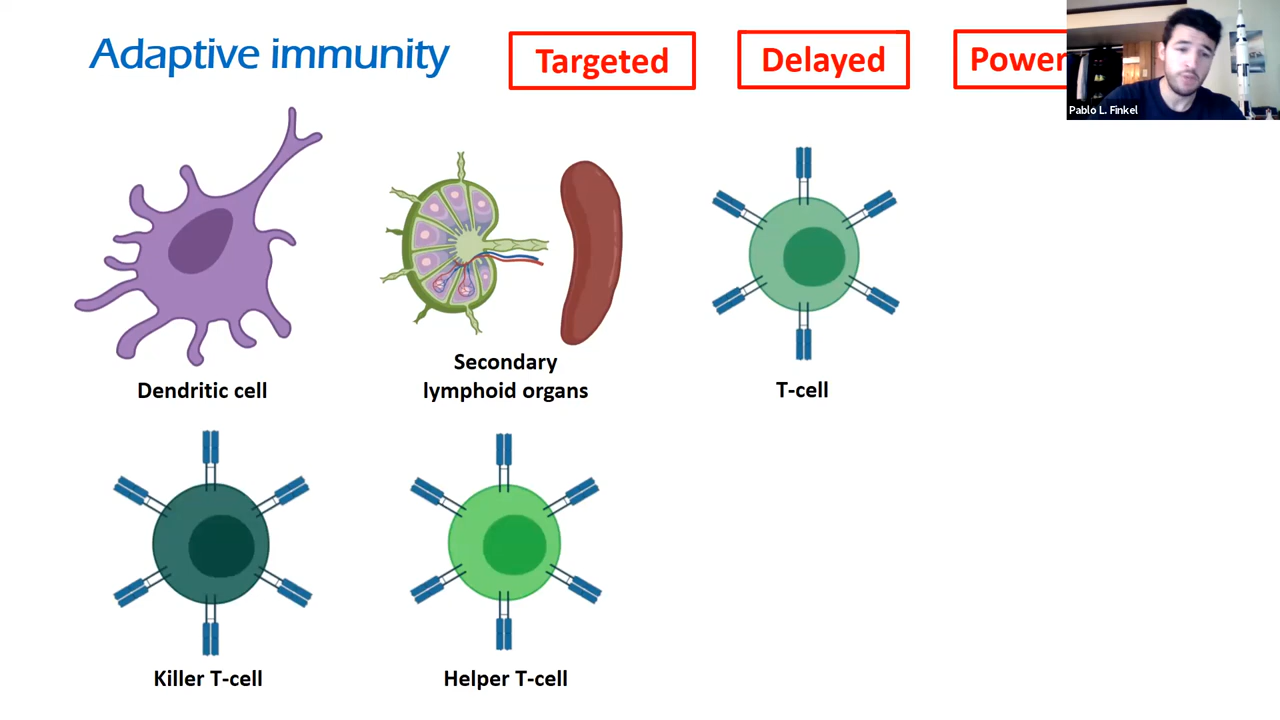 Adaptive immunity
Targeted
Delayed
Power
Pablo L. Finkel
Dendritic cell
Secondary
lymphoid organs
T-cell
Killer T-cell
Helper T-cell